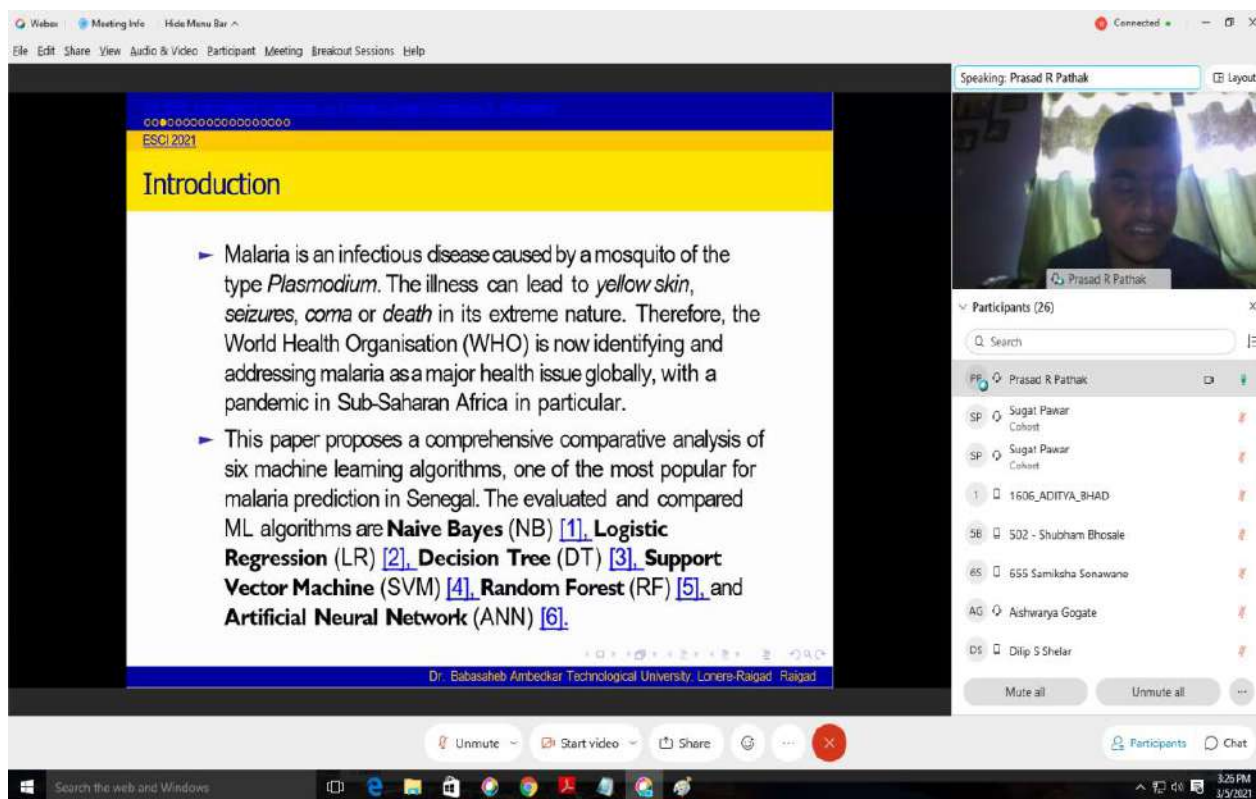 Webex Meeting Info Hide Menu Bar
Connected
File Edit Share View Audio & Video Participant Meeting Breakout Sessions Help
Speaking: Prasad R Pathak
Layout
ESCI 2021
Introduction
► Malaria is an infectious disease caused by a mosquito of the
type Plasmodium. The illness can lead to yellow skin,
seizures, coma or death in its extreme nature. Therefore, the
World Health Organisation (WHO) is now identifying and
addressing malaria as a major health issue globally, with a
pandemic in Sub-Saharan Africa in particular.
► This paper proposes a comprehensive comparative analysis of
six machine learning algorithms, one of the most popular for
malaria prediction in Senegal. The evaluated and compared
ML algorithms are Naive Bayes (NB) [1], Logistic
Regression (LR) [2], Decision Tree (DT) [3], Support
Vector Machine (SVM) [4], Random Forest (RF) [5], and
Artificial Neural Network (ANN) [6].
Dr. Babasaheb Ambedkar Technological University, Lonere-Raigad Raigad
Prasad R Pathak
Participants (26)
Search
PP Prasad R Pathak
SP Sugat Pawar
Cohost
SP Sugat Pawar
Cohost
1 1606_ADITYA_BHAD
5B 502 - Shubham Bhosale
6S 655 Samiksha Sonawane
AG Aishwarya Gogate
DS Dilip S Shelar
Mute all Unmute all
Unmute Start video Share
Participants Chat
Search the web and Windows
3:25 PM
3/5/2021